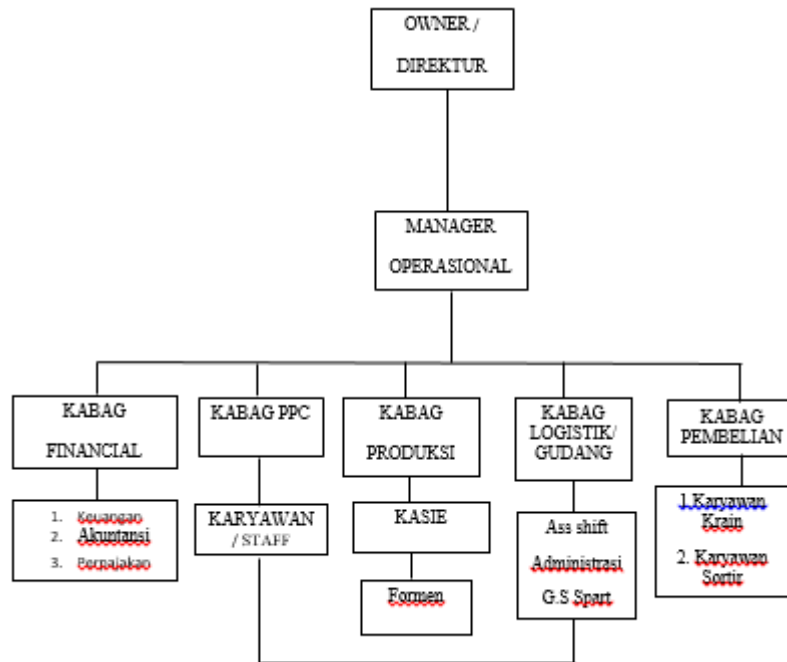 OWNER /
DIREKTUR
MANAGER
OPERASIONAL
KABAG
FINANCIAL
KABAG PPC
KABAG
PRODUKSI
KABAG
LOGISTIK/
GUDANG
KABAG
PEMBELIAN
1. Keuangan
2. Akuntansi
3. Perpajakan
KARYAWAN
/ STAFF
KASIE
Formen
Ass shift
Administrasi
G.S Spart
1.Karyawan
Krain
2. Karyawan
Sortir